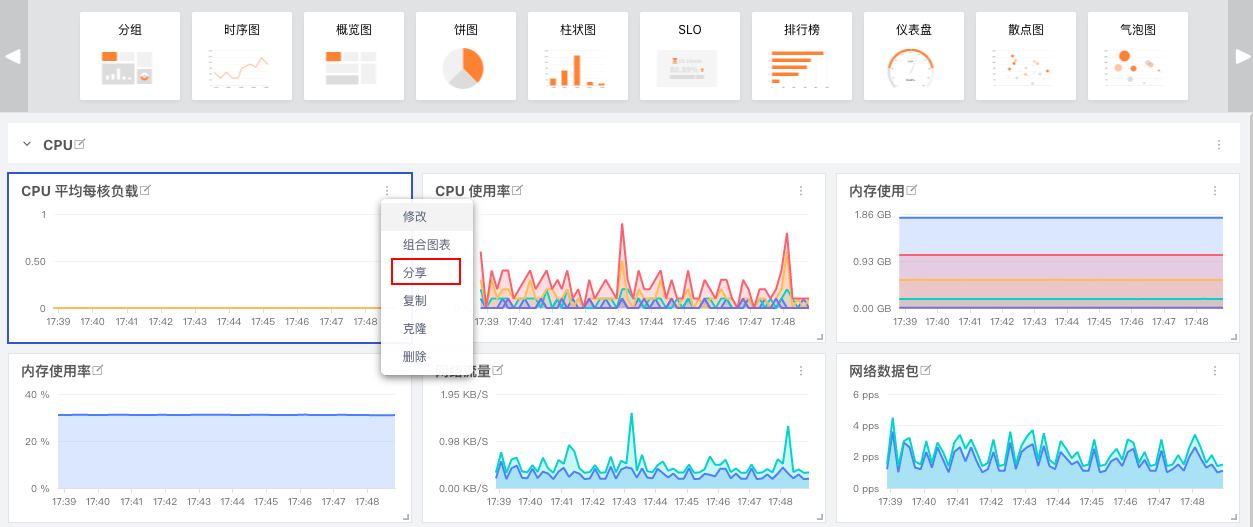 分组 时序图 概览图 饼图 柱状图 SLO 排行榜 仪表盘 散点图 气泡图
CPU
CPU 平均每核负载
1
0.50
0
17:39 17:40 17:41 17:42 17:43 17:44 17:45 17:46 17:47 17:48
修改
组合图表
分享
复制
克隆
删除
CPU 使用率
17:39 17:40 17:41 17:42 17:43 17:44 17:45 17:46 17:47 17:48
内存使用
1.86 GB
0.93 GB
0.00 GB
17:39 17:40 17:41 17:42 17:43 17:44 17:45 17:46 17:47 17:48
内存使用率
40 %
20 %
0 %
17:39 17:40 17:41 17:42 17:43 17:44 17:45 17:46 17:47 17:48
网络流量
1.95 KB/S
0.98 KB/S
0.00 KB/S
17:39 17:40 17:41 17:42 17:43 17:44 17:45 17:46 17:47 17:48
网络数据包
6 pps
4 pps
2 pps
0 pps
17:39 17:40 17:41 17:42 17:43 17:44 17:45 17:46 17:47 17:48